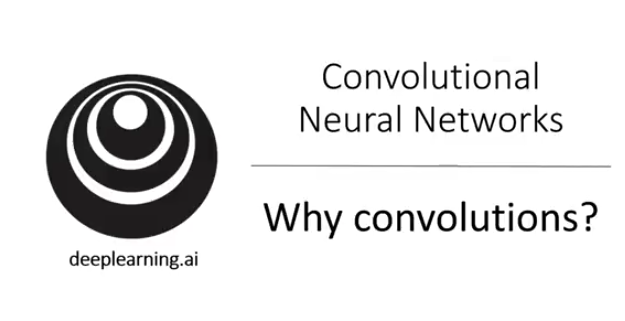 Convolutional
Neural Networks
Why convolutions?
deeplearning.ai